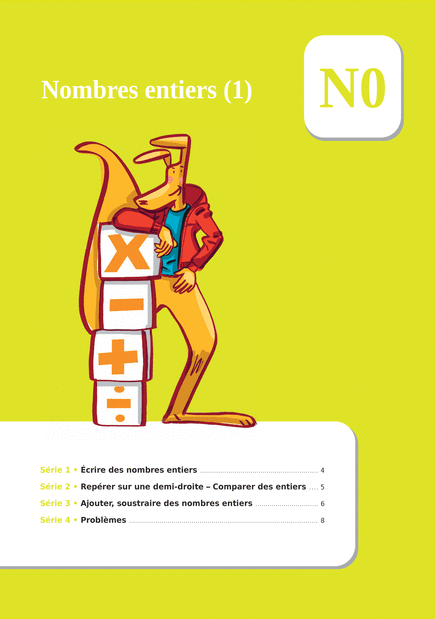 Nombres entiers (1)
N0
×
–
+
÷
Série 1 • Écrire des nombres entiers ........................................ 4
Série 2 • Repérer sur une demi-droite – Comparer des entiers .... 5
Série 3 • Ajouter, soustraire des nombres entiers ...................... 6
Série 4 • Problèmes ............................................................ 8